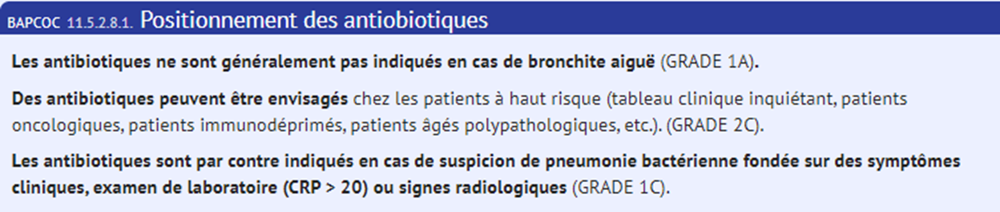 BAPCOC 11.5.2.8.1. Positionnement des antiobiotiques
Les antibiotiques ne sont généralement pas indiqués en cas de bronchite aiguë (GRADE 1A).
Des antibiotiques peuvent être envisagés chez les patients à haut risque (tableau clinique inquiétant, patients
oncologiques, patients immunodéprimés, patients âgés polypathologiques, etc.). (GRADE 2C).
Les antibiotiques sont par contre indiqués en cas de suspicion de pneumonie bactérienne fondée sur des symptômes
cliniques, examen de laboratoire (CRP > 20) ou signes radiologiques (GRADE 1C).